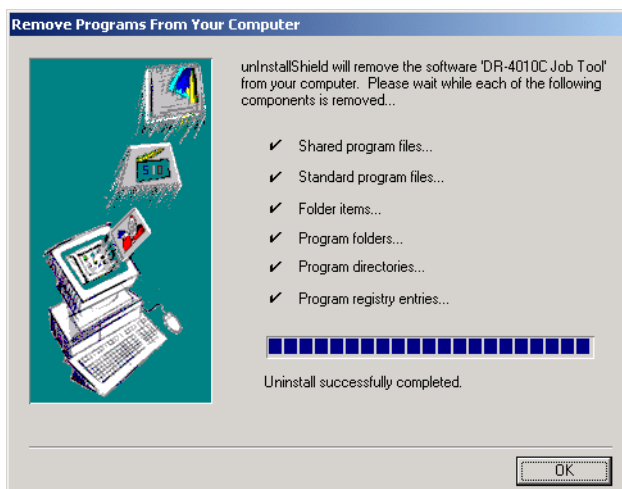 Remove Programs From Your Computer
unInstallShield will remove the software 'DR-4010C Job Tool'
from your computer. Please wait while each of the following
components is removed...
✔ Shared program files...
✔ Standard program files...
✔ Folder items...
✔ Program folders...
✔ Program directories...
✔ Program registry entries...
Uninstall successfully completed.
OK